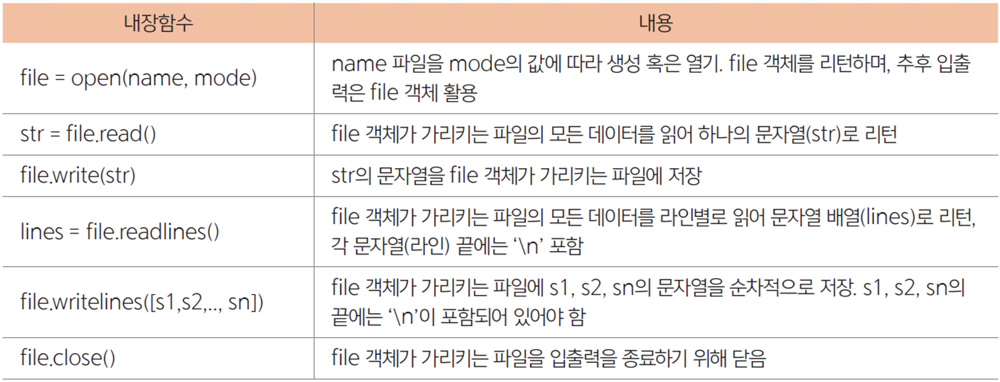 내장함수
내용
file = open(name, mode)
name 파일을 mode의 값에 따라 생성 혹은 열기. file 객체를 리턴하며, 추후 입출
력은 file 객체 활용
str = file.read()
file 객체가 가리키는 파일의 모든 데이터를 읽어 하나의 문자열(str)로 리턴
file.write(str)
str의 문자열을 file 객체가 가리키는 파일에 저장
lines = file.readlines()
file 객체가 가리키는 파일의 모든 데이터를 라인별로 읽어 문자열 배열(lines)로 리턴,
각 문자열(라인) 끝에는 ‘\n’ 포함
file.writelines([s1,s2,.., sn])
file 객체가 가리키는 파일에 s1, s2, sn의 문자열을 순차적으로 저장. s1, s2, sn의
끝에는 ‘\n’이 포함되어 있어야 함
file.close()
file 객체가 가리키는 파일을 입출력을 종료하기 위해 닫음